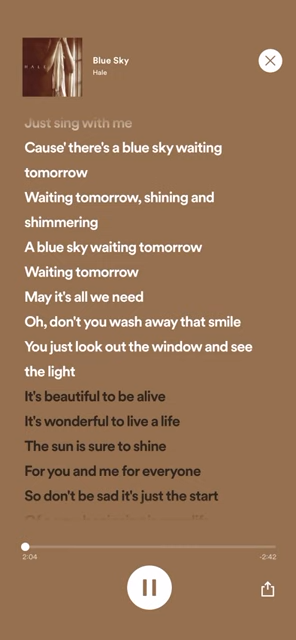 HALE
Blue Sky
Hale
Just sing with me
Cause' there's a blue sky waiting
tomorrow
Waiting tomorrow, shining and
shimmering
A blue sky waiting tomorrow
Waiting tomorrow
May it's all we need
Oh, don't you wash away that smile
You just look out the window and see
the light
It's beautiful to be alive
It's wonderful to live a life
The sun is sure to shine
For you and me for everyone
So don't be sad it's just the start
2:04
-2:42